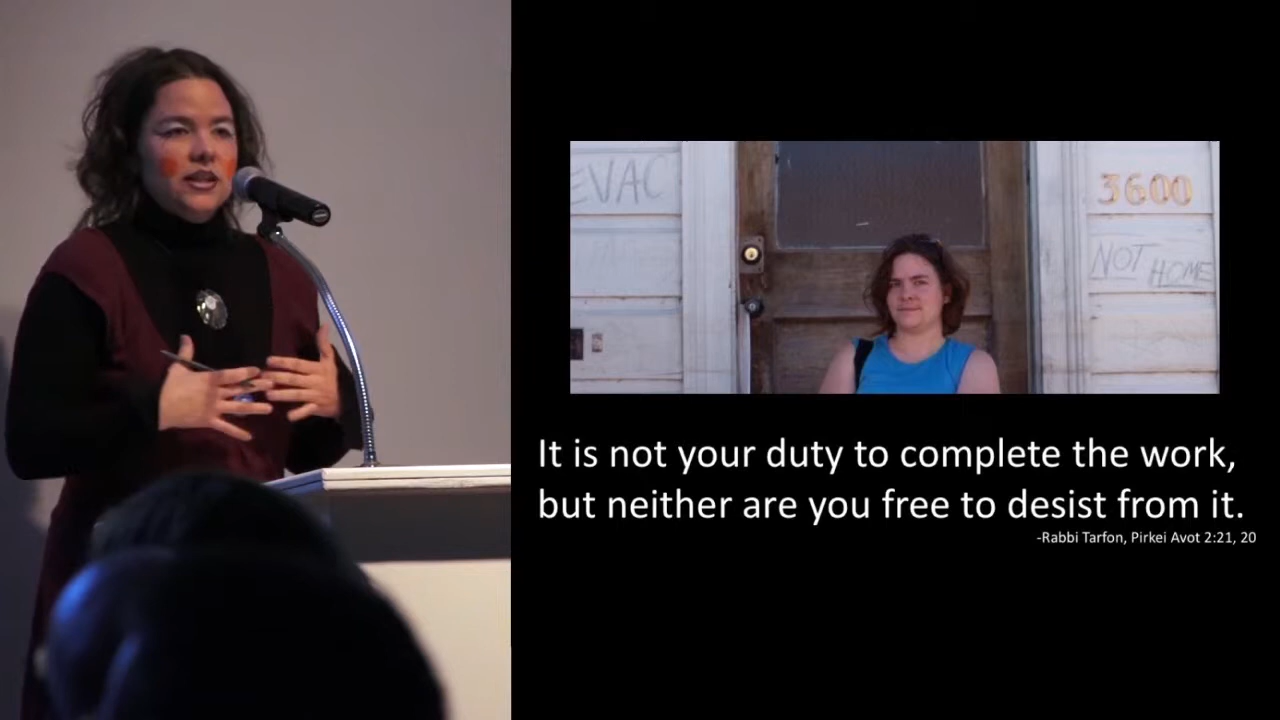 EVAC
3600
NOT HOME
It is not your duty to complete the work,
but neither are you free to desist from it.
-Rabbi Tarfon, Pirkei Avot 2:21, 20